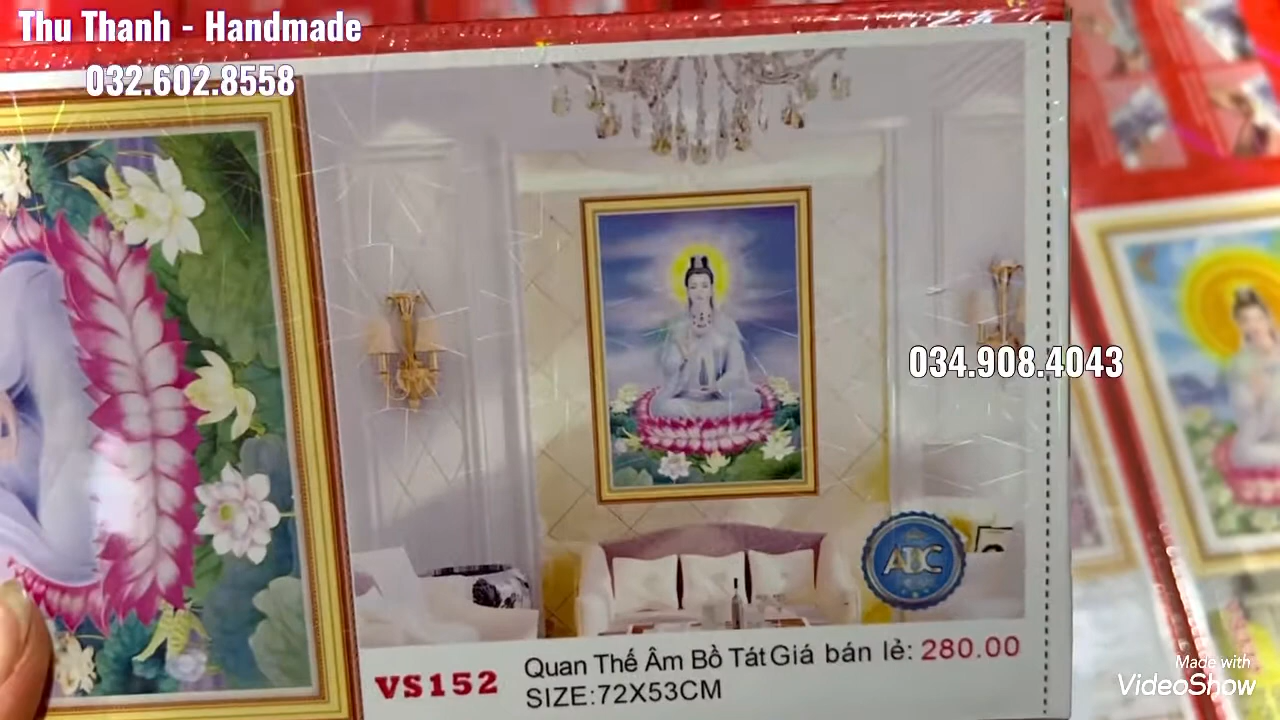 Thu Thanh - Handmade
032.602.8558
034.908.4043
ABC
VS152
Quan Thế Âm Bồ Tát Giá bán lẻ: 280.00
SIZE:72X53CM
Made with
VideoShow